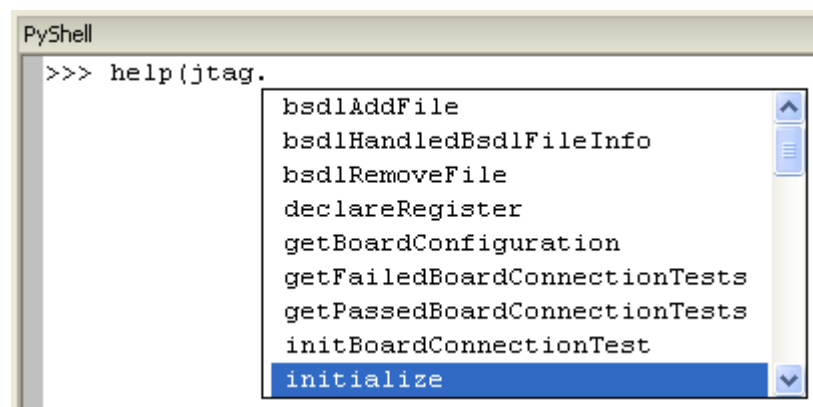 PyShell
>>> help(jtag.
bsdlAddFile
bsdlHandledBsdlFileInfo
bsdlRemoveFile
declareRegister
getBoardConfiguration
getFailedBoardConnectionTests
getPassedBoardConnectionTests
initBoardConnectionTest
initialize